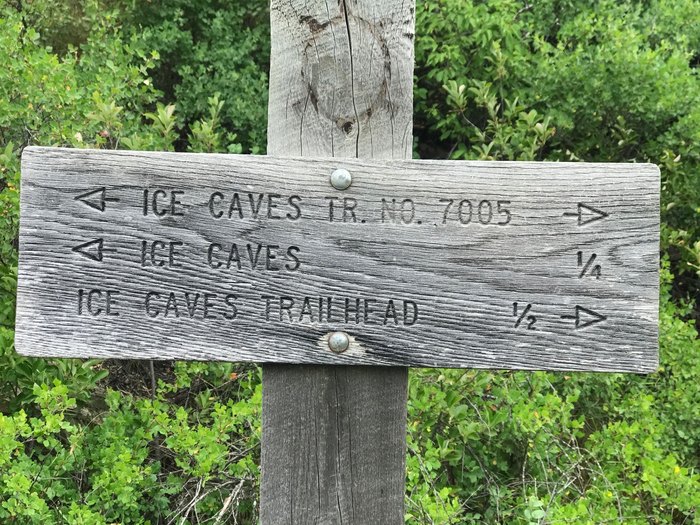 ICE CAVES TR. NO. 7005
ICE CAVES 1/4
ICE CAVES TRAILHEAD 1/2